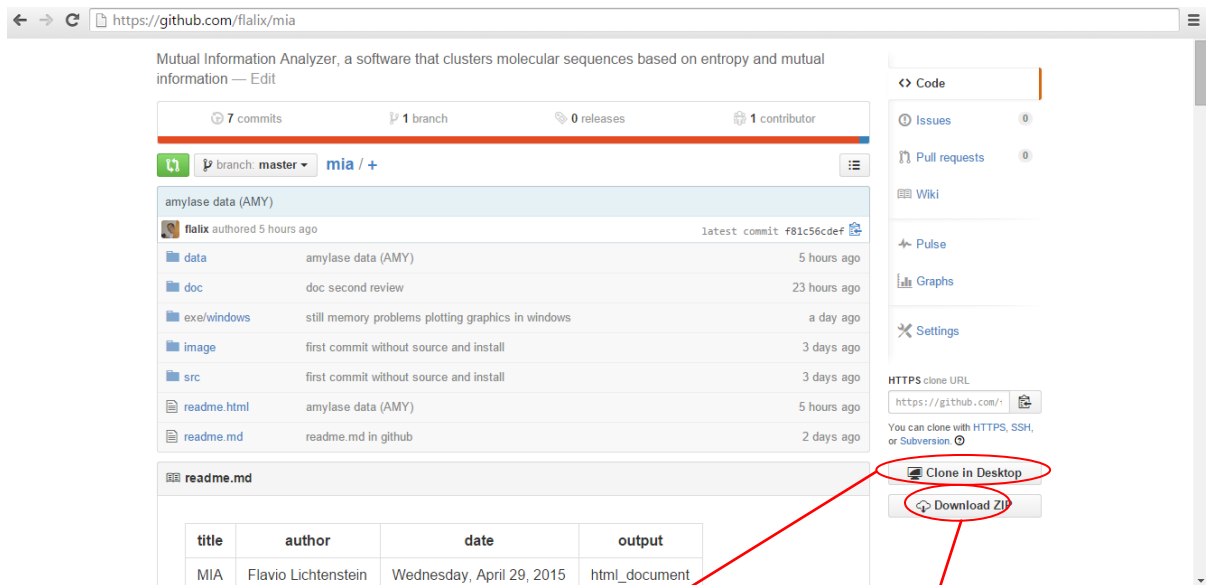 https://github.com/flalix/mia
Mutual Information Analyzer, a software that clusters molecular sequences based on entropy and mutual
information — Edit
7 commits 1 branch 0 releases 1 contributor
branch: master mia / +
amylase data (AMY)
flalix authored 5 hours ago latest commit f81c56cdef
data amylase data (AMY) 5 hours ago
doc doc second review 23 hours ago
exe/windows still memory problems plotting graphics in windows a day ago
image first commit without source and install 3 days ago
src first commit without source and install 3 days ago
readme.html amylase data (AMY) 5 hours ago
readme.md readme.md in github 2 days ago
readme.md
title author date output
MIA Flavio Lichtenstein Wednesday, April 29, 2015 html_document
Code
Issues 0
Pull requests 0
Wiki
Pulse
Graphs
Settings
HTTPS clone URL
https://github.com/
You can clone with HTTPS, SSH,
or Subversion.
Clone in Desktop
Download ZIP